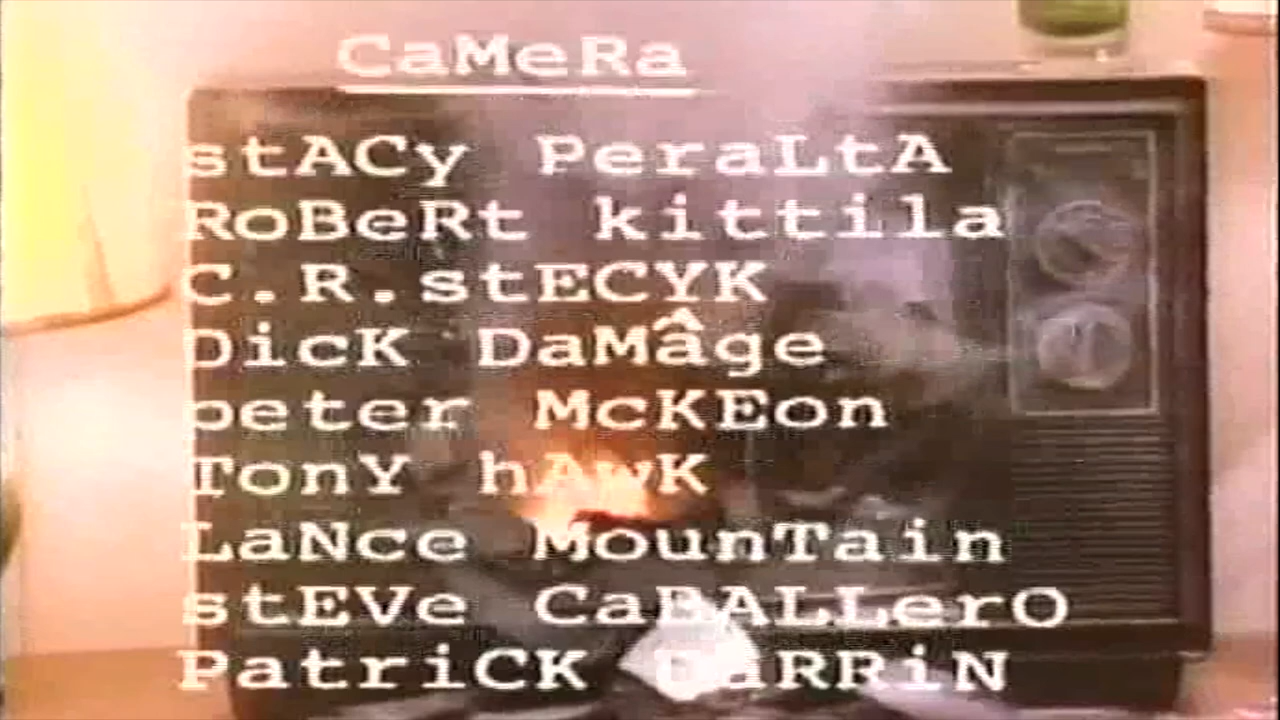 CaMeRa
stACy PeraLtA
RoBeRt kittila
C.R.stECYK
DicK DaMâge
peter McKEon
TonY hAwK
LaNce MounTain
stEVe CaBALLerO
PatriCK